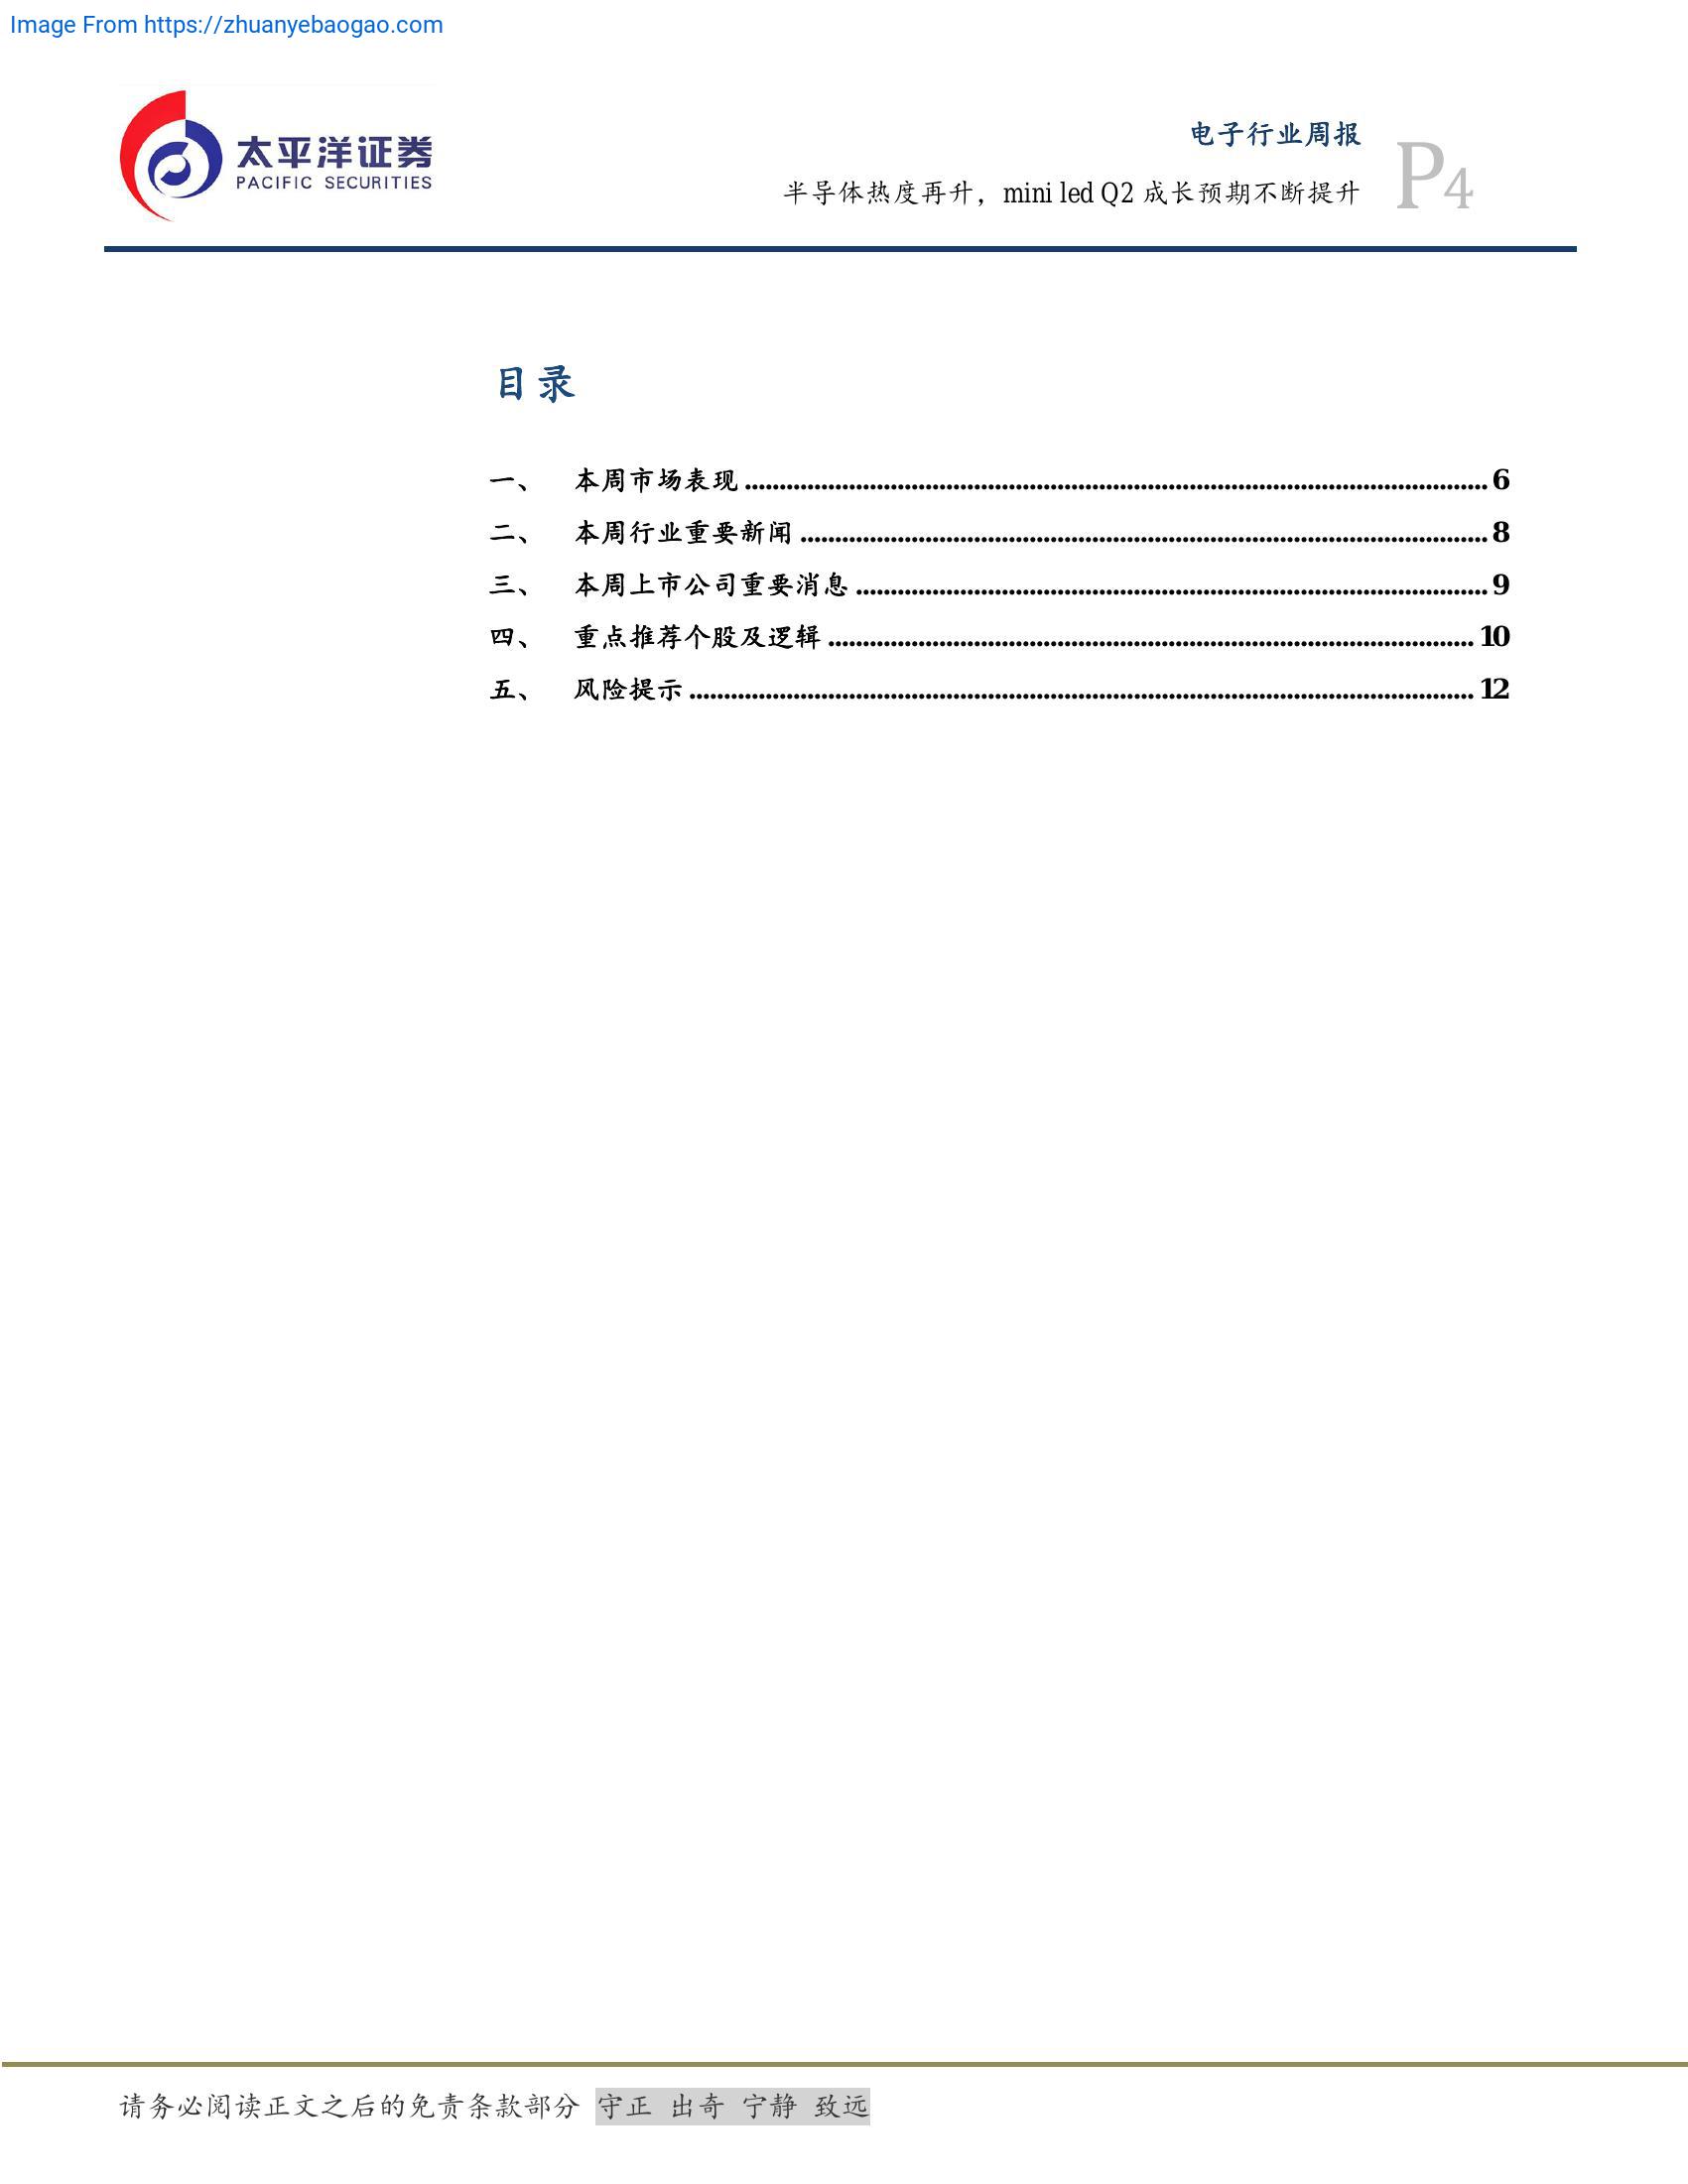 Image From https://zhuanyebaogao.com
太平洋证券
PACIFIC SECURITIES
电子行业周报
半导体热度再升，mini led Q2 成长预期不断提升
P4
目录
一、 本周市场表现 ........................................................................................................ 6
二、 本周行业重要新闻 ................................................................................................ 8
三、 本周上市公司重要消息 ........................................................................................ 9
四、 重点推荐个股及逻辑 .......................................................................................... 10
五、 风险提示 .............................................................................................................. 12
请务必阅读正文之后的免责条款部分 守正 出奇 宁静 致远